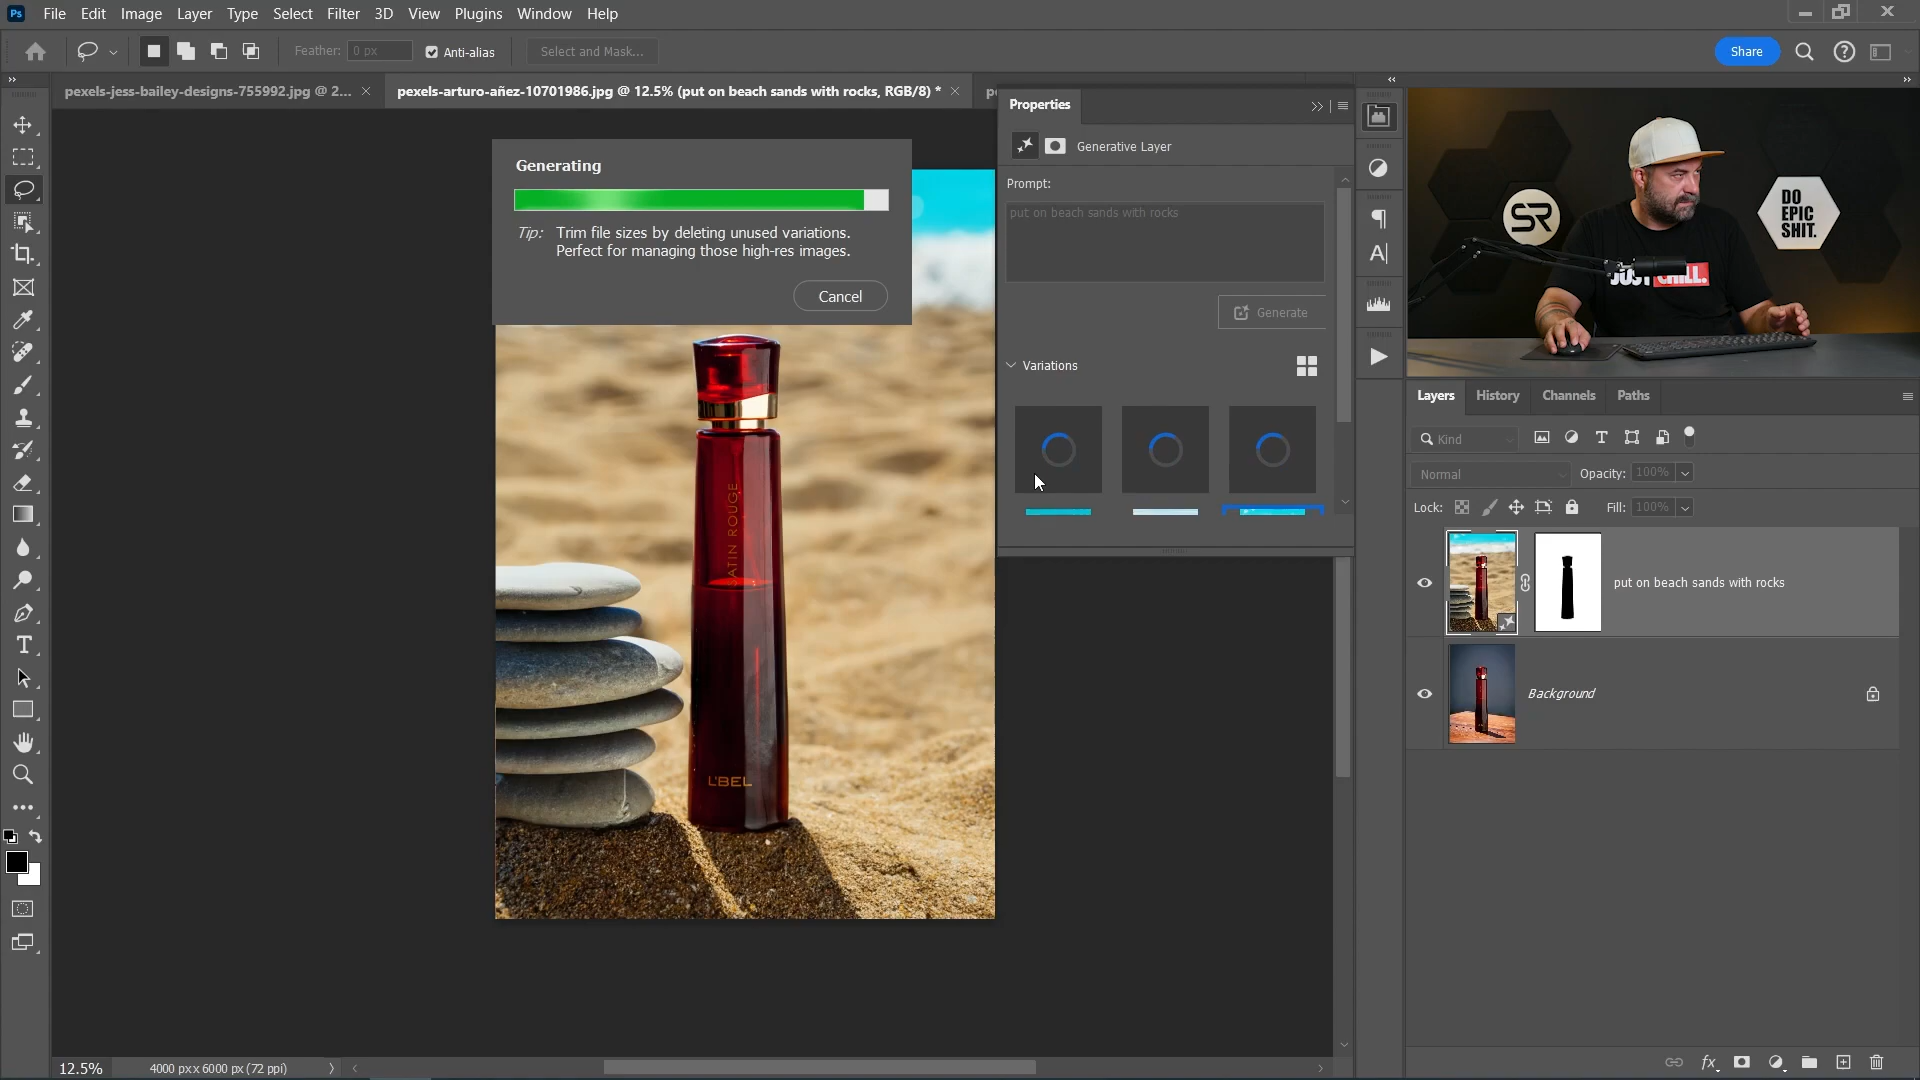 Ps File Edit Image Layer Type Select Filter 3D View Plugins Window Help
Feather: 0 px Anti-alias Select and Mask... Share
pexels-jess-bailey-designs-755992.jpg @ 2... pexels-arturo-añez-10701986.jpg @ 12.5% (put on beach sands with rocks, RGB/8) *
Generating
Tip: Trim file sizes by deleting unused variations.
Perfect for managing those high-res images.
Cancel
SATIN ROUGE
L'BEL
Properties
Generative Layer
Prompt:
put on beach sands with rocks
Generate
Variations
SR
DO
EPIC
SHIT.
JUST CHILL.
Layers History Channels Paths
Kind
Normal Opacity: 100%
Lock: Fill: 100%
put on beach sands with rocks
Background
fx
12.5% 4000 px x 6000 px (72 ppi)